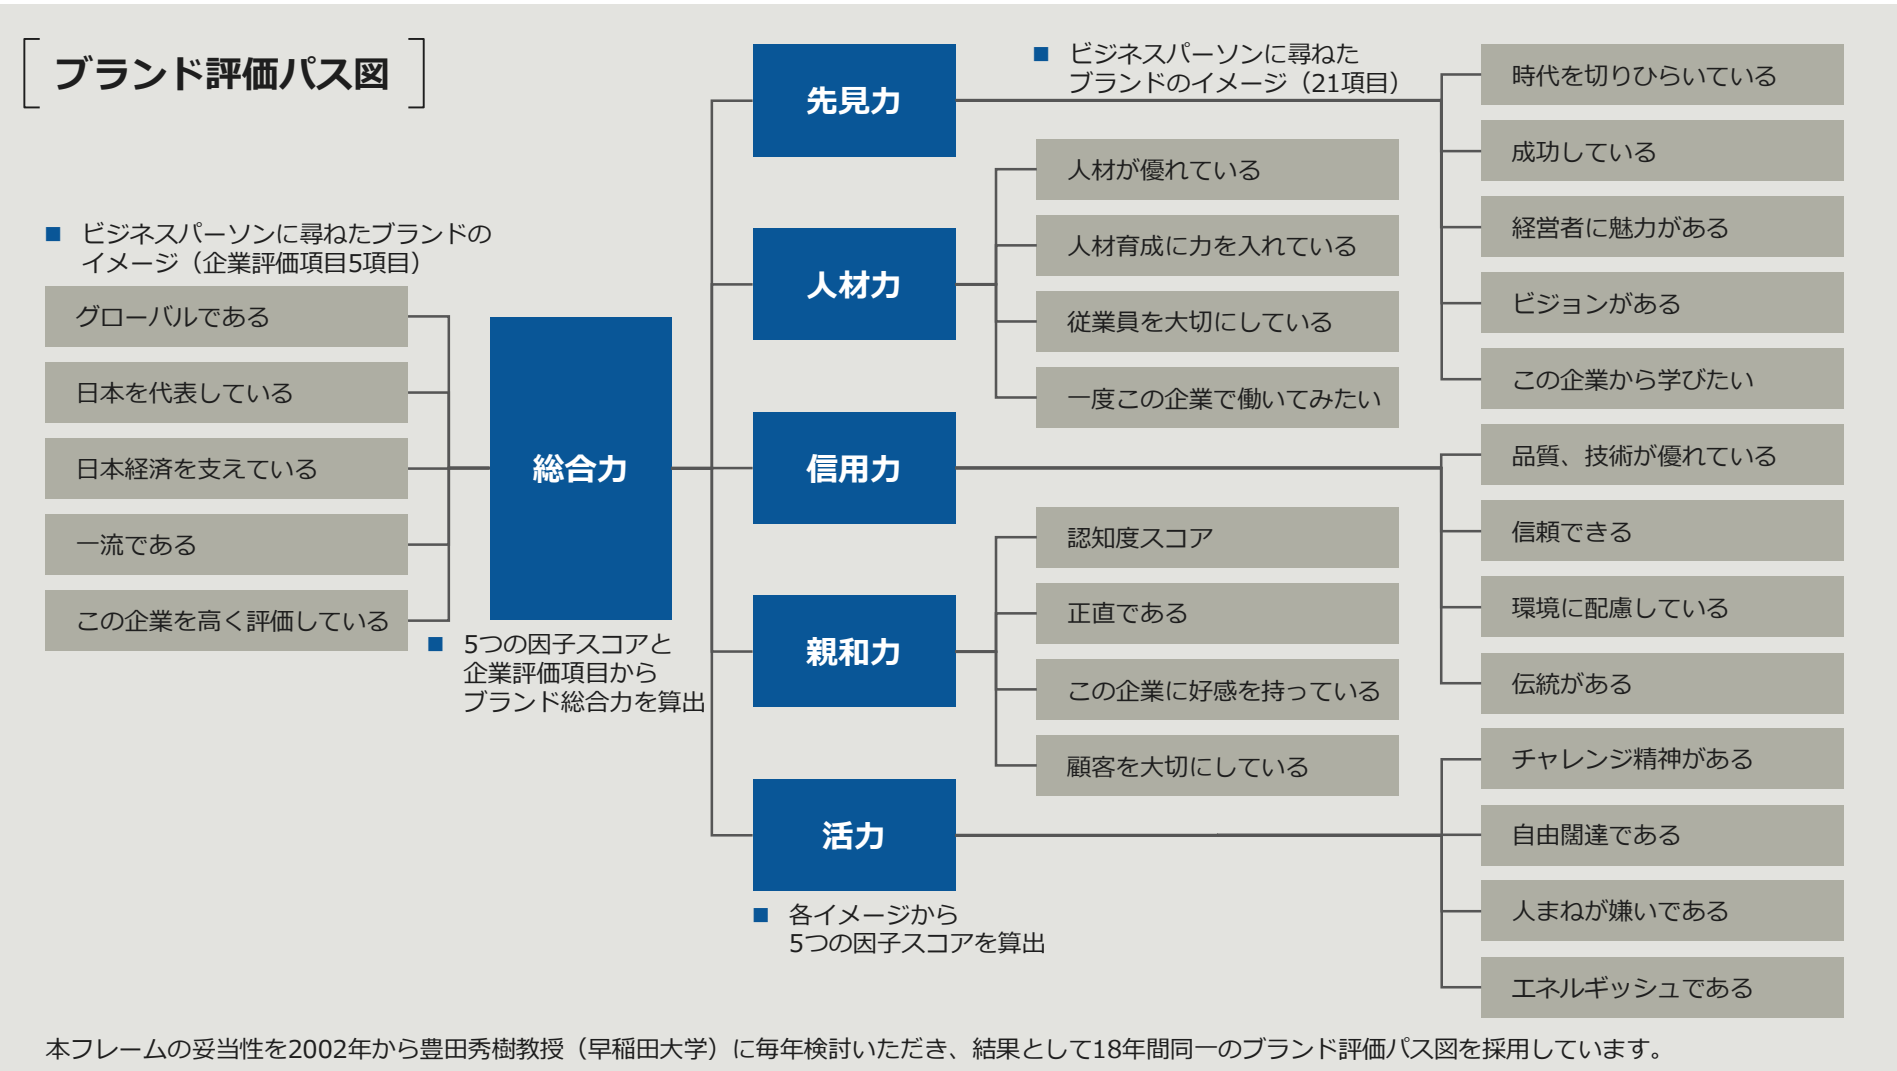 ブランド評価パス図
■ ビジネスパーソンに尋ねたブランドの
イメージ（企業評価項目5項目）
グローバルである
日本を代表している
日本経済を支えている
一流である
この企業を高く評価している
総合力
■ 5つの因子スコアと
企業評価項目から
ブランド総合力を算出
先見力
人材力
信用力
親和力
活力
■ 各イメージから
5つの因子スコアを算出
■ ビジネスパーソンに尋ねた
ブランドのイメージ（21項目）
人材が優れている
人材育成に力を入れている
従業員を大切にしている
一度この企業で働いてみたい
認知度スコア
正直である
この企業に好感を持っている
顧客を大切にしている
時代を切りひらいている
成功している
経営者に魅力がある
ビジョンがある
この企業から学びたい
品質、技術が優れている
信頼できる
環境に配慮している
伝統がある
チャレンジ精神がある
自由闊達である
人まねが嫌いである
エネルギッシュである
本フレームの妥当性を2002年から豊田秀樹教授（早稲田大学）に毎年検討いただき、結果として18年間同一のブランド評価パス図を採用しています。